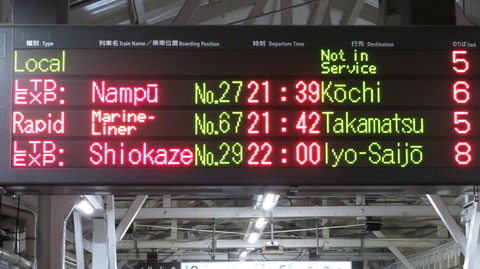 種別 Type 列車名 Train Name / 乗車位置 Boarding Position 時刻 Departure Time 行先 Destination のりば Track
Local Not in Service 5
LTD. EXP: Nampū No.27 21:39 Kōchi 6
Rapid Marine-Liner No.67 21:42 Takamatsu 5
LTD. EXP: Shiokaze No.29 22:00 Iyo-Saijō 8